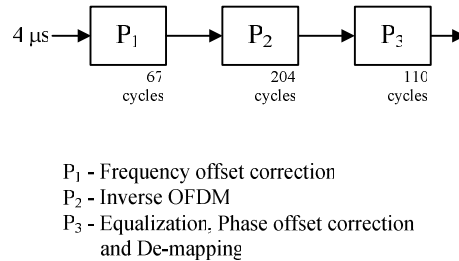 4 μs
P1
P2
P3
67
cycles
204
cycles
110
cycles
P1 - Frequency offset correction
P2 - Inverse OFDM
P3 - Equalization, Phase offset correction
and De-mapping